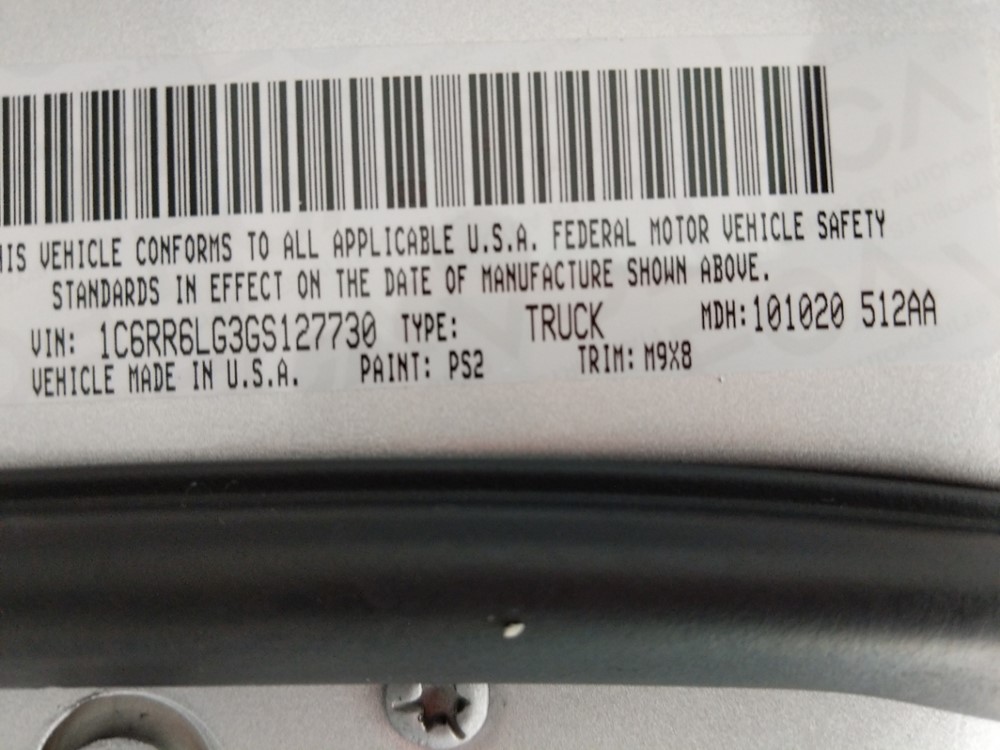 HIS VEHICLE CONFORMS TO ALL APPLICABLE U.S.A. FEDERAL MOTOR VEHICLE SAFETY
STANDARDS IN EFFECT ON THE DATE OF MANUFACTURE SHOWN ABOVE.
VIN: 1C6RR6LG3GS127730 TYPE: TRUCK MDH:101020 512AA
VEHICLE MADE IN U.S.A. PAINT: PS2 TRIM: M9X8